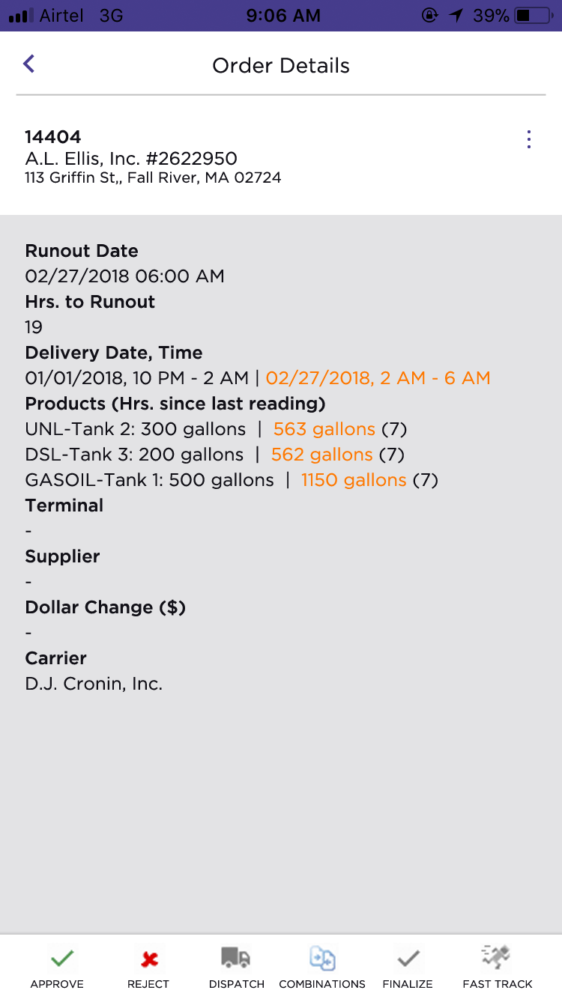 Airtel 3G 9:06 AM 39%
Order Details
14404
A.L. Ellis, Inc. #2622950
113 Griffin St,, Fall River, MA 02724
Runout Date
02/27/2018 06:00 AM
Hrs. to Runout
19
Delivery Date, Time
01/01/2018, 10 PM - 2 AM | 02/27/2018, 2 AM - 6 AM
Products (Hrs. since last reading)
UNL-Tank 2: 300 gallons | 563 gallons (7)
DSL-Tank 3: 200 gallons | 562 gallons (7)
GASOIL-Tank 1: 500 gallons | 1150 gallons (7)
Terminal
-
Supplier
-
Dollar Change ($)
-
Carrier
D.J. Cronin, Inc.
APPROVE REJECT DISPATCH COMBINATIONS FINALIZE FAST TRACK